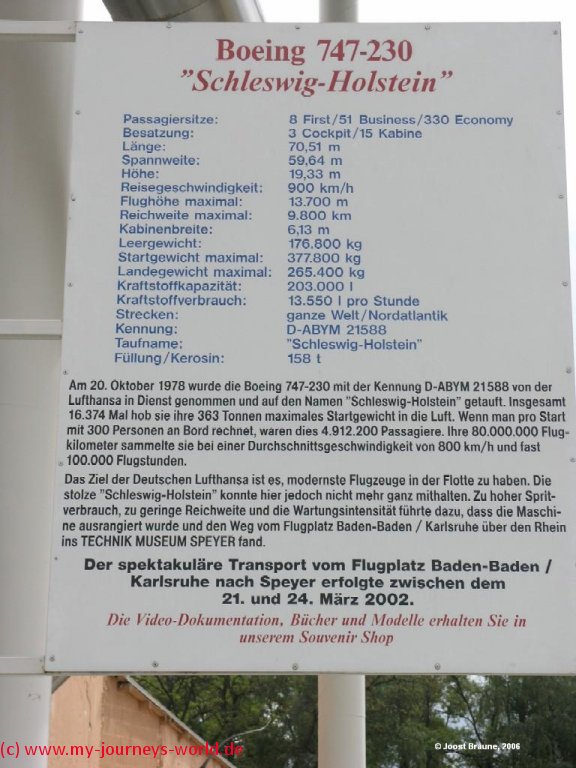 Boeing 747-230
"Schleswig-Holstein"
Passagiersitze: 8 First/51 Business/330 Economy
Besatzung: 3 Cockpit/15 Kabine
Länge: 70,51 m
Spannweite: 59,64 m
Höhe: 19,33 m
Reisegeschwindigkeit: 900 km/h
Flughöhe maximal: 13.700 m
Reichweite maximal: 9.800 km
Kabinenbreite: 6,13 m
Leergewicht: 176.800 kg
Startgewicht maximal: 377.800 kg
Landegewicht maximal: 265.400 kg
Kraftstoffkapazität: 203.000 l
Kraftstoffverbrauch: 13.550 l pro Stunde
Strecken: ganze Welt/Nordatlantik
Kennung: D-ABYM 21588
Taufname: "Schleswig-Holstein"
Füllung/Kerosin: 158 t
Am 20. Oktober 1978 wurde die Boeing 747-230 mit der Kennung D-ABYM 21588 von der
Lufthansa in Dienst genommen und auf den Namen "Schleswig-Holstein" getauft. Insgesamt
16.374 Mal hob sie ihre 363 Tonnen maximales Startgewicht in die Luft. Wenn man pro Start
mit 300 Personen an Bord rechnet, waren dies 4.912.200 Passagiere. Ihre 80.000.000 Flug-
kilometer sammelte sie bei einer Durchschnittsgeschwindigkeit von 800 km/h und fast
100.000 Flugstunden.
Das Ziel der Deutschen Lufthansa ist es, modernste Flugzeuge in der Flotte zu haben. Die
stolze "Schleswig-Holstein" konnte hier jedoch nicht mehr ganz mithalten. Zu hoher Sprit-
verbrauch, zu geringe Reichweite und die Wartungsintensität führte dazu, dass die Maschi-
ne ausrangiert wurde und den Weg vom Flugplatz Baden-Baden / Karlsruhe über den Rhein
ins TECHNIK MUSEUM SPEYER fand.
Der spektakuläre Transport vom Flugplatz Baden-Baden /
Karlsruhe nach Speyer erfolgte zwischen dem
21. und 24. März 2002.
Die Video-Dokumentation, Bücher und Modelle erhalten Sie in
unserem Souvenir Shop
© Joost Bräune, 2006
(c) www.my-journeys-world.de